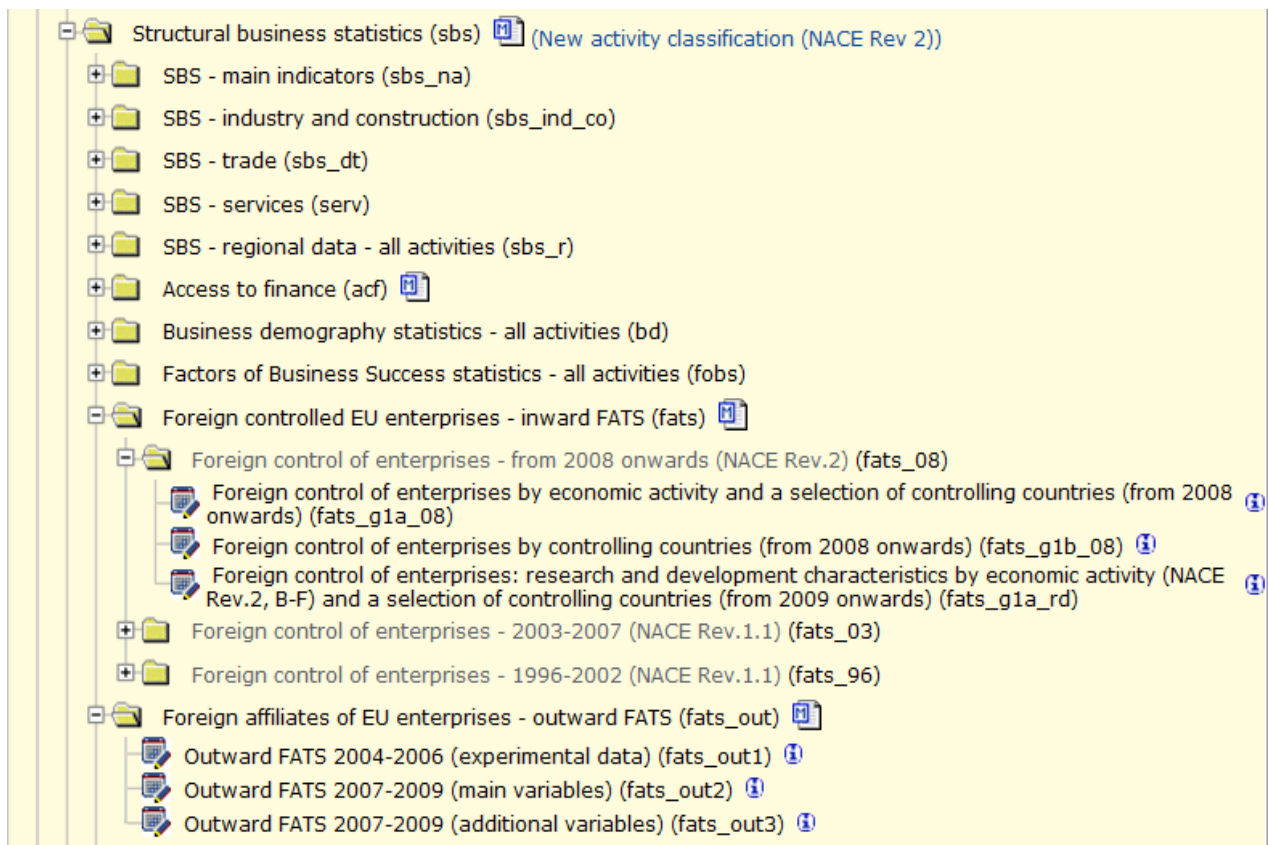 Structural business statistics (sbs) M (New activity classification (NACE Rev 2))
SBS - main indicators (sbs_na)
SBS - industry and construction (sbs_ind_co)
SBS - trade (sbs_dt)
SBS - services (serv)
SBS - regional data - all activities (sbs_r)
Access to finance (acf) M
Business demography statistics - all activities (bd)
Factors of Business Success statistics - all activities (fobs)
Foreign controlled EU enterprises - inward FATS (fats) M
Foreign control of enterprises - from 2008 onwards (NACE Rev.2) (fats_08)
Foreign control of enterprises by economic activity and a selection of controlling countries (from 2008 i
onwards) (fats_g1a_08)
Foreign control of enterprises by controlling countries (from 2008 onwards) (fats_g1b_08) i
Foreign control of enterprises: research and development characteristics by economic activity (NACE i
Rev.2, B-F) and a selection of controlling countries (from 2009 onwards) (fats_g1a_rd)
Foreign control of enterprises - 2003-2007 (NACE Rev.1.1) (fats_03)
Foreign control of enterprises - 1996-2002 (NACE Rev.1.1) (fats_96)
Foreign affiliates of EU enterprises - outward FATS (fats_out) M
Outward FATS 2004-2006 (experimental data) (fats_out1) i
Outward FATS 2007-2009 (main variables) (fats_out2) i
Outward FATS 2007-2009 (additional variables) (fats_out3) i